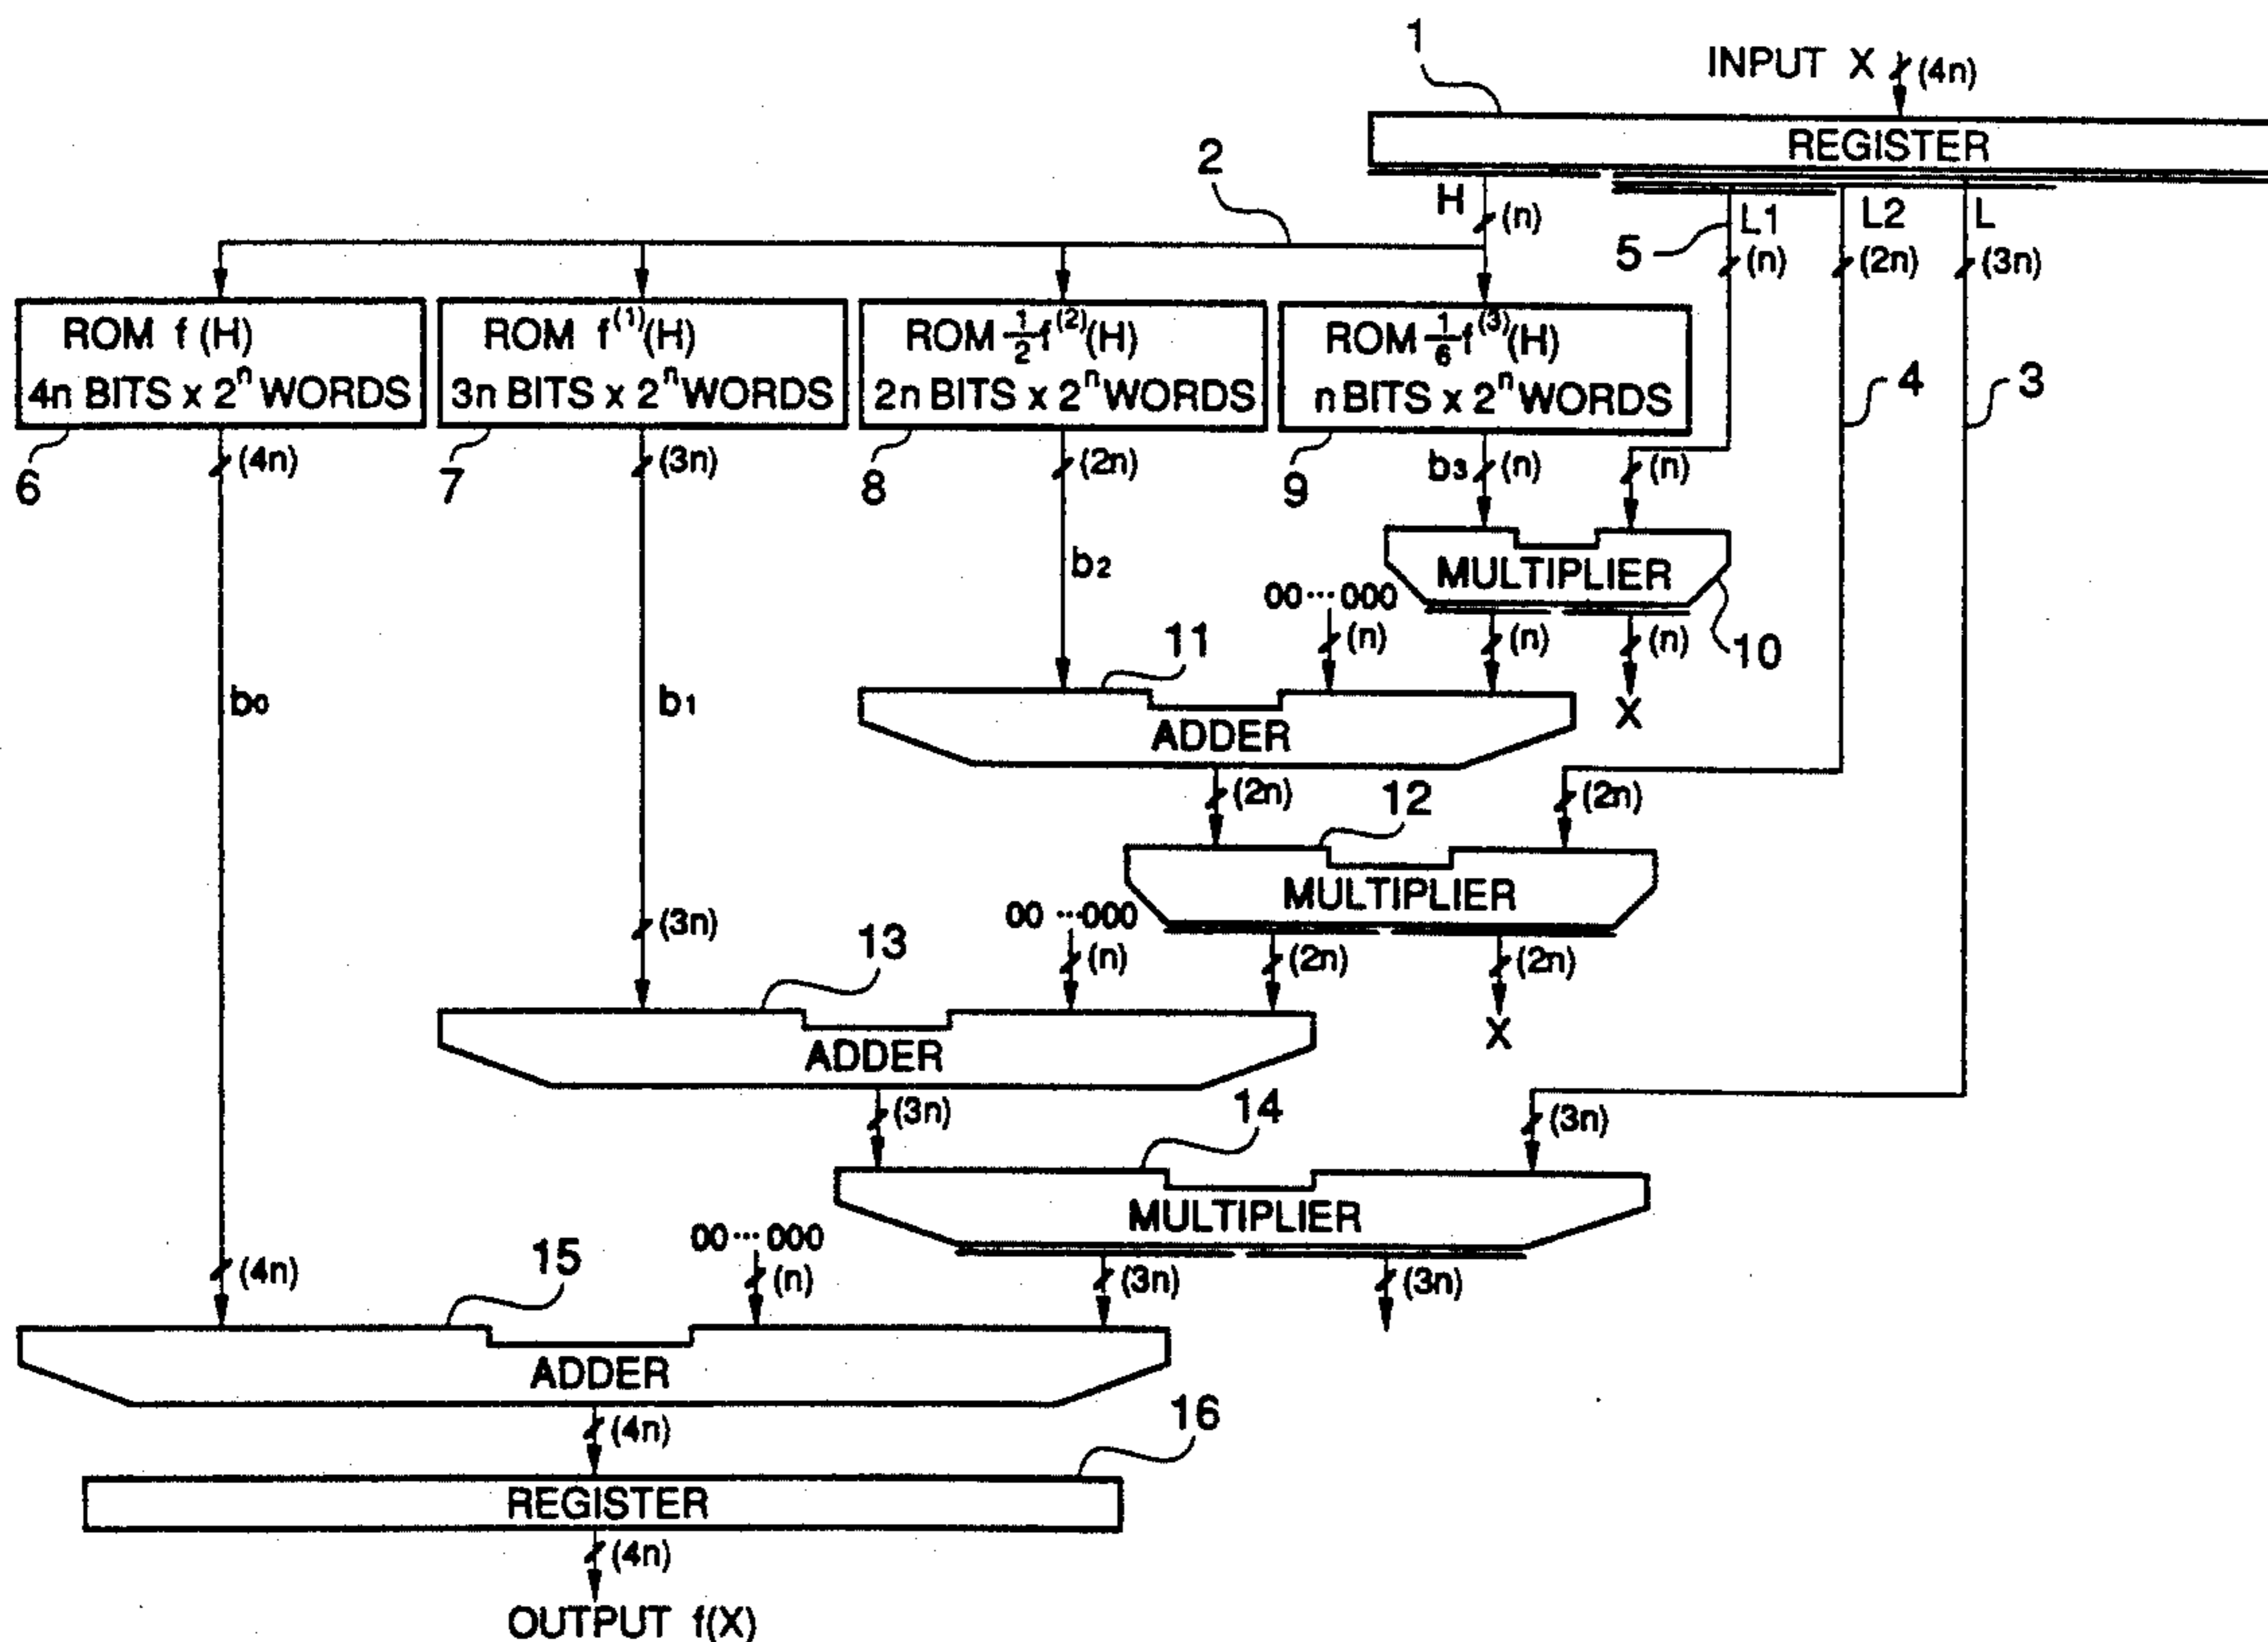 1
INPUT X (4n)
REGISTER
2
H (n)
5 L1 (n)
L2 (2n)
L (3n)
ROM f (H)
4n BITS x 2ⁿ WORDS
ROM f⁽¹⁾(H)
3n BITS x 2ⁿ WORDS
ROM ½f⁽²⁾(H)
2n BITS x 2ⁿ WORDS
ROM ⅙f⁽³⁾(H)
n BITS x 2ⁿ WORDS
4
3
6 (4n)
7 (3n)
8 (2n)
9 b₃ (n) (n)
b₂
MULTIPLIER
10
00···000 (n) (n) (n)
11
b₀
b₁
X
ADDER
(2n)
12
(2n)
MULTIPLIER
(3n)
13
00···000 (n) (2n) (2n)
X
ADDER
(3n)
14
(3n)
MULTIPLIER
(4n)
15
00···000 (n) (3n) (3n)
ADDER
(4n)
16
REGISTER
(4n)
OUTPUT f(X)